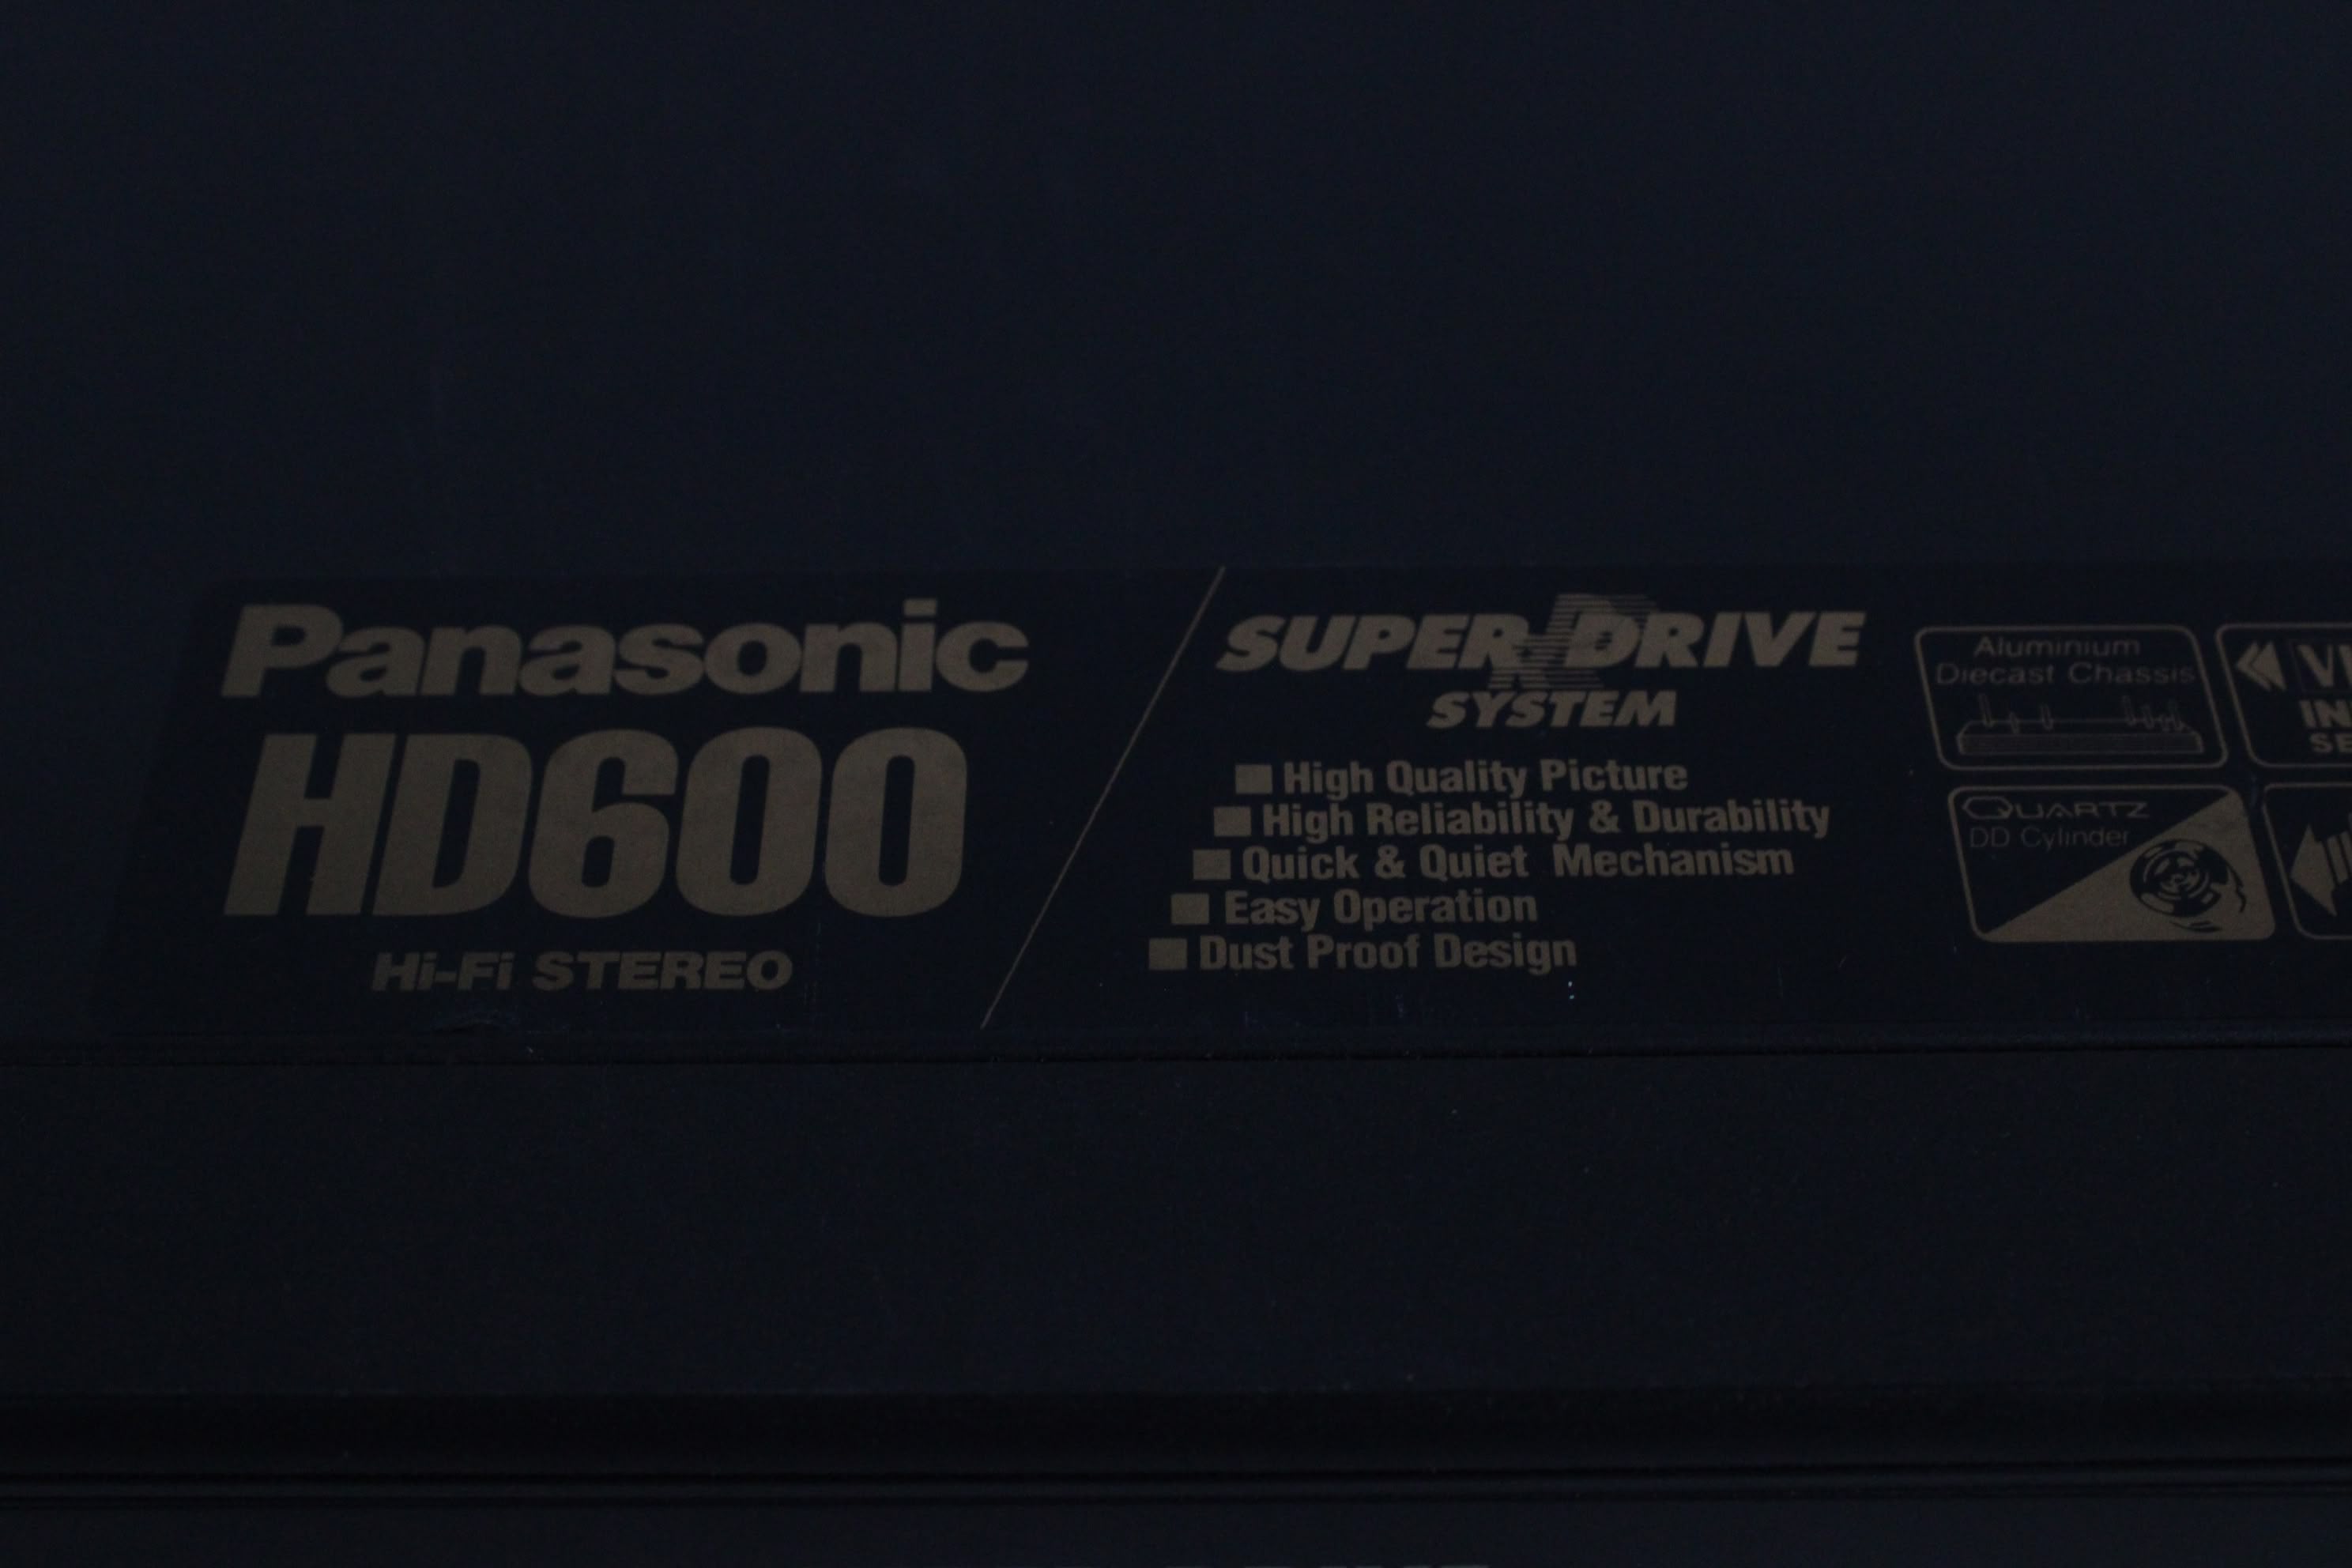 Panasonic
HD600
Hi-Fi STEREO
SUPER DRIVE
SYSTEM
High Quality Picture
High Reliability & Durability
Quick & Quiet Mechanism
Easy Operation
Dust Proof Design
Aluminium
Diecast Chassis
QUARTZ
DD Cylinder